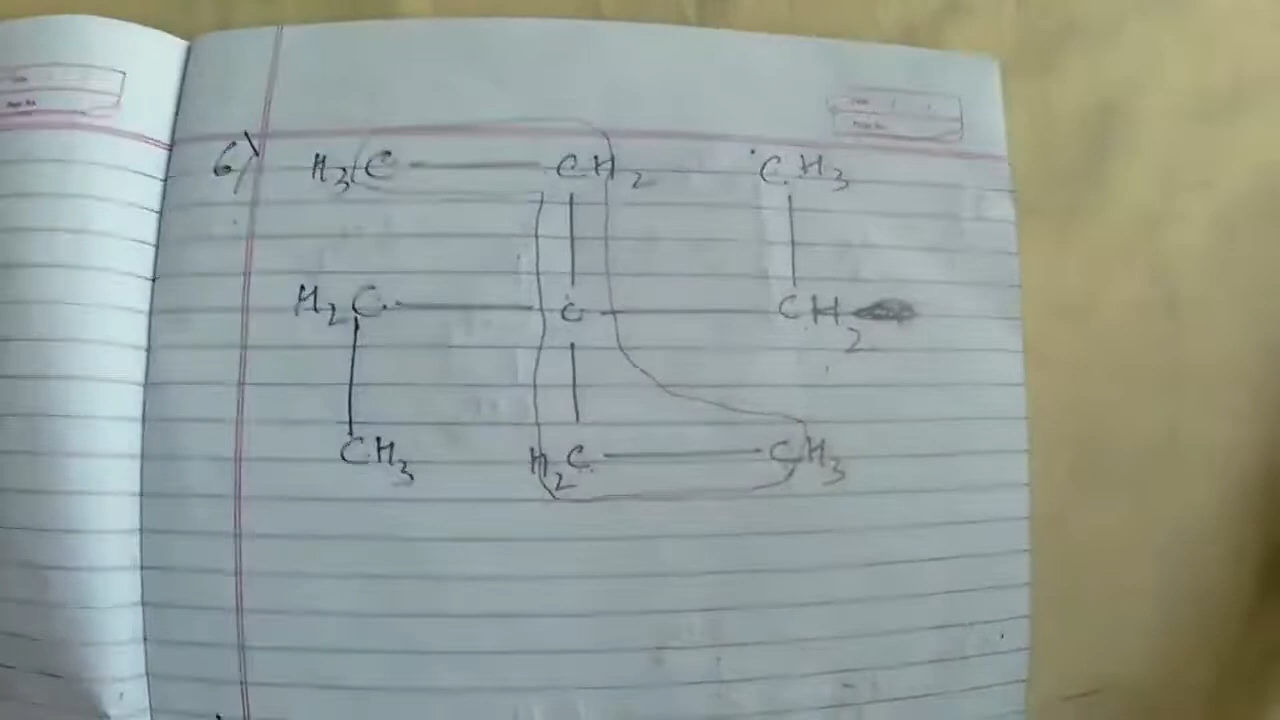 6) H3C — CH2 CH3
H2C — C — CH2
CH3 H2C — CH3